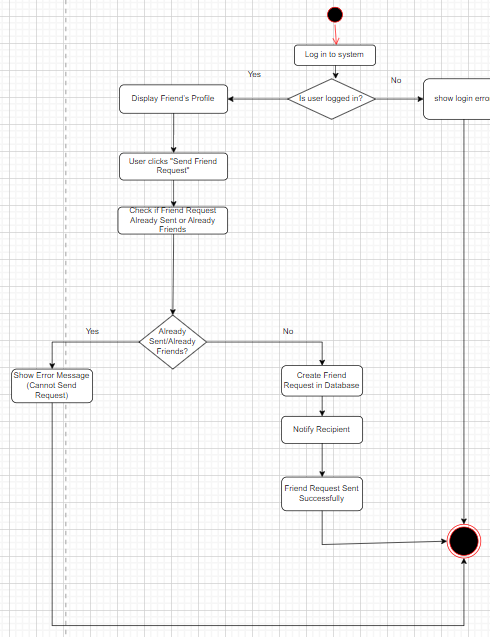 Log in to system
Yes
No
Display Friend's Profile
Is user logged in?
show login erro
User clicks "Send Friend
Request"
Check if Friend Request
Already Sent or Already
Friends
Yes
Already
Sent/Already
Friends?
No
Show Error Message
(Cannot Send
Request)
Create Friend
Request in Database
Notify Recipient
Friend Request Sent
Successfully